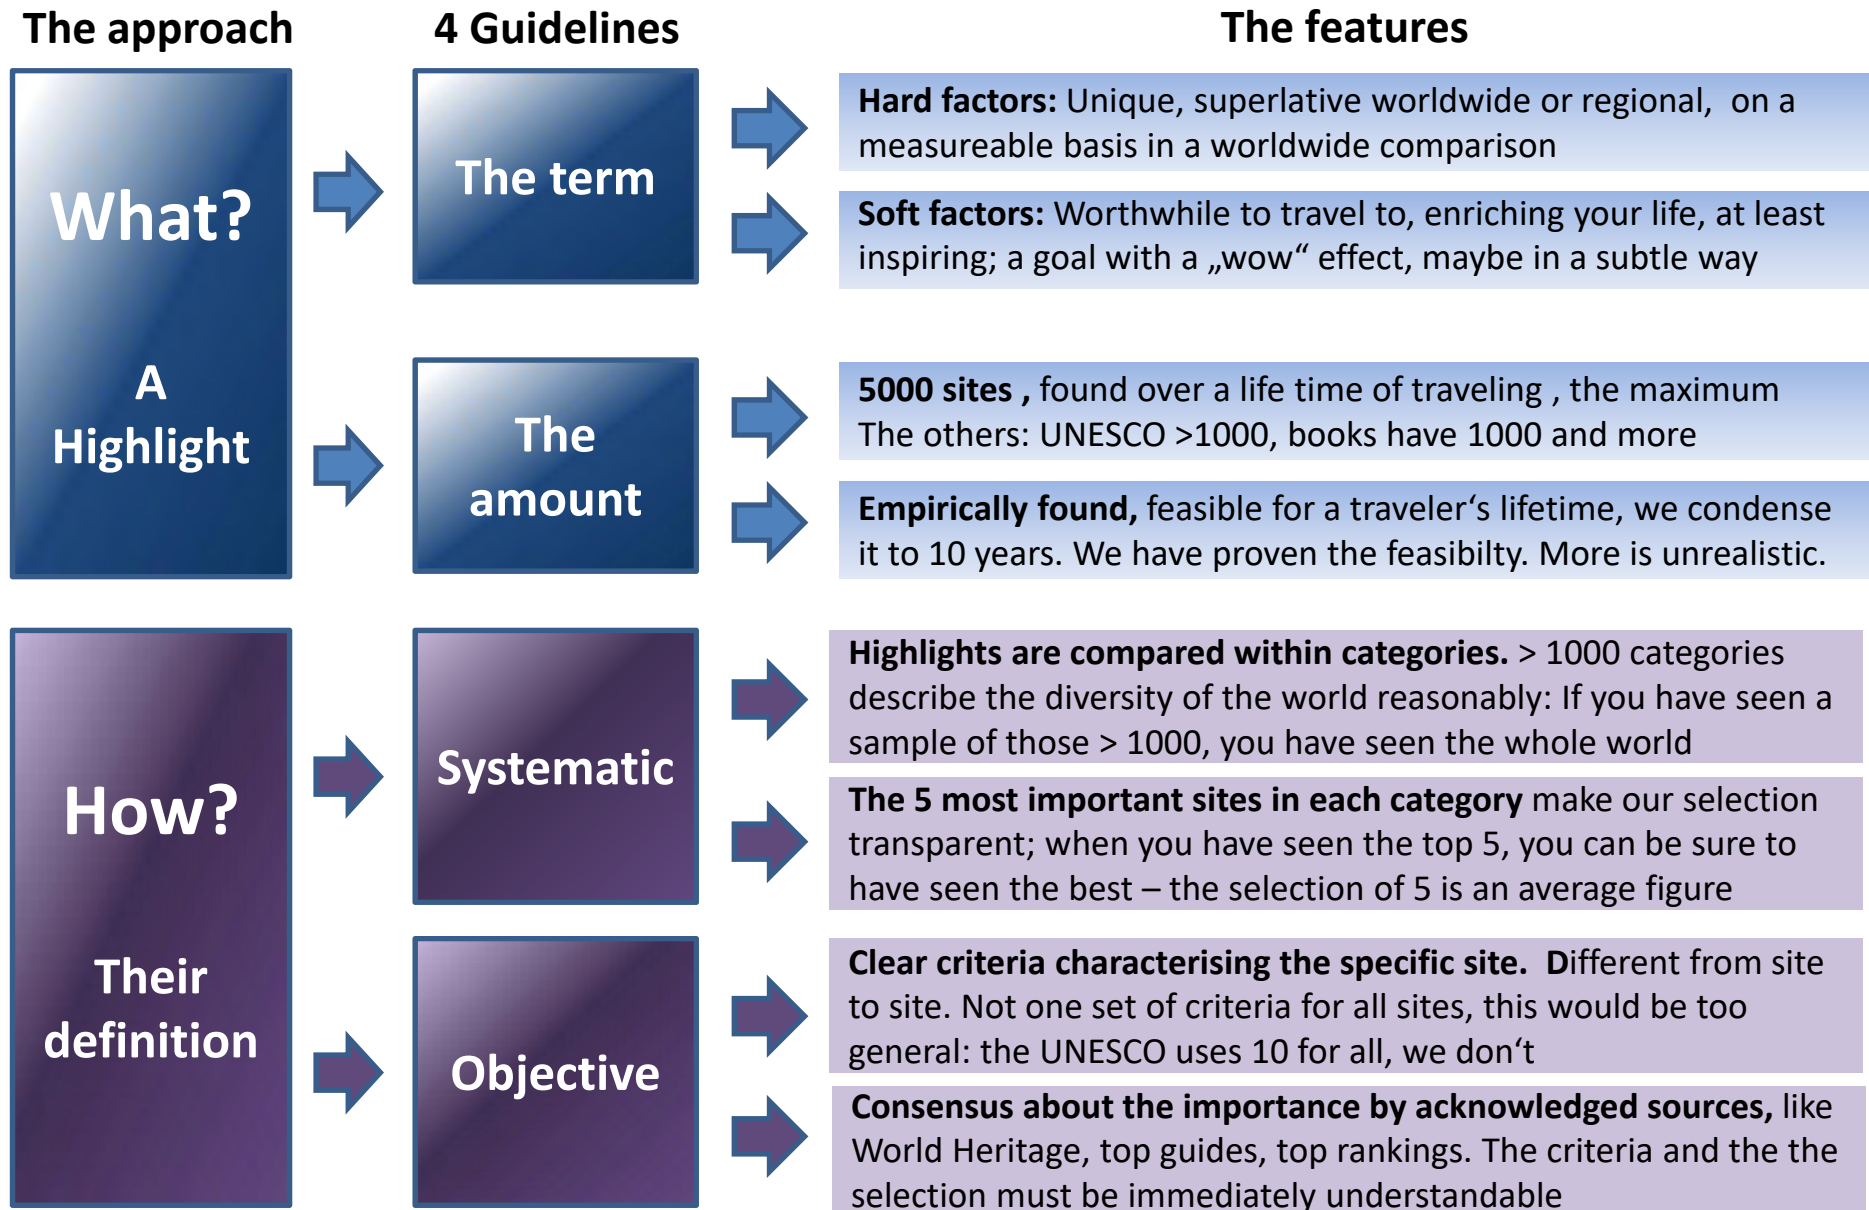 The approach
4 Guidelines
The features
What?
A
Highlight
The term
Hard factors: Unique, superlative worldwide or regional,  on a
measureable basis in a worldwide comparison
Soft factors: Worthwhile to travel to, enriching your life, at least
inspiring; a goal with a „wow“ effect, maybe in a subtle way
The
amount
5000 sites , found over a life time of traveling , the maximum
The others: UNESCO >1000, books have 1000 and more
Empirically found, feasible for a traveler‘s lifetime, we condense
it to 10 years. We have proven the feasibilty. More is unrealistic.
How?
Their
definition
Systematic
Highlights are compared within categories. > 1000 categories
describe the diversity of the world reasonably: If you have seen a
sample of those > 1000, you have seen the whole world
The 5 most important sites in each category make our selection
transparent; when you have seen the top 5, you can be sure to
have seen the best – the selection of 5 is an average figure
Objective
Clear criteria characterising the specific site.  Different from site
to site. Not one set of criteria for all sites, this would be too
general: the UNESCO uses 10 for all, we don‘t
Consensus about the importance by acknowledged sources, like
World Heritage, top guides, top rankings. The criteria and the the
selection must be immediately understandable